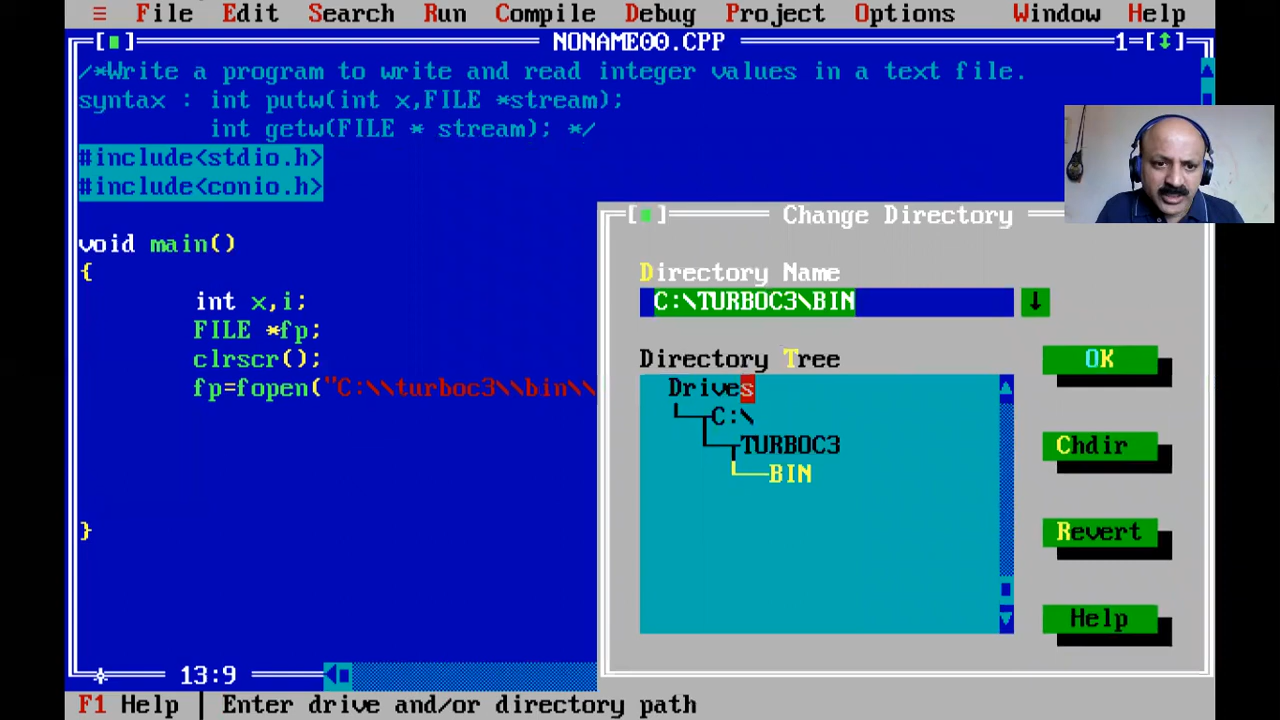 ≡ File Edit Search Run Compile Debug Project Options Window Help
[■] NONAME00.CPP 1=[↕]
/*Write a program to write and read integer values in a text file.
syntax : int putw(int x,FILE *stream);
int getw(FILE * stream); */
#include<stdio.h>
#include<conio.h>
void main()
{
int x,i;
FILE *fp;
clrscr();
fp=fopen("C:\\turboc3\\bin\\
}
13:9
[■] Change Directory
Directory Name
C:\TURBOC3\BIN ↓
Directory Tree
Drives
C:\
TURBOC3
BIN
OK
Chdir
Revert
Help
F1 Help │ Enter drive and/or directory path